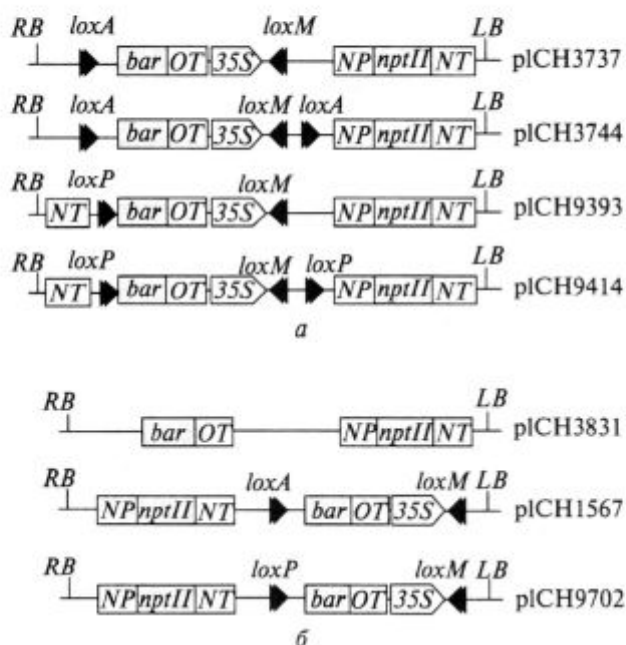 RB loxA loxM LB
bar OT 35S NP nptII NT pICH3737
RB loxA loxM loxA LB
bar OT 35S NP nptII NT pICH3744
RB loxP loxM LB
NT bar OT 35S NP nptII NT pICH9393
RB loxP loxM loxP LB
NT bar OT 35S NP nptII NT pICH9414
а
RB LB
bar OT NP nptII NT pICH3831
RB loxA loxM LB
NP nptII NT bar OT 35S pICH1567
RB loxP loxM LB
NP nptII NT bar OT 35S pICH9702
б